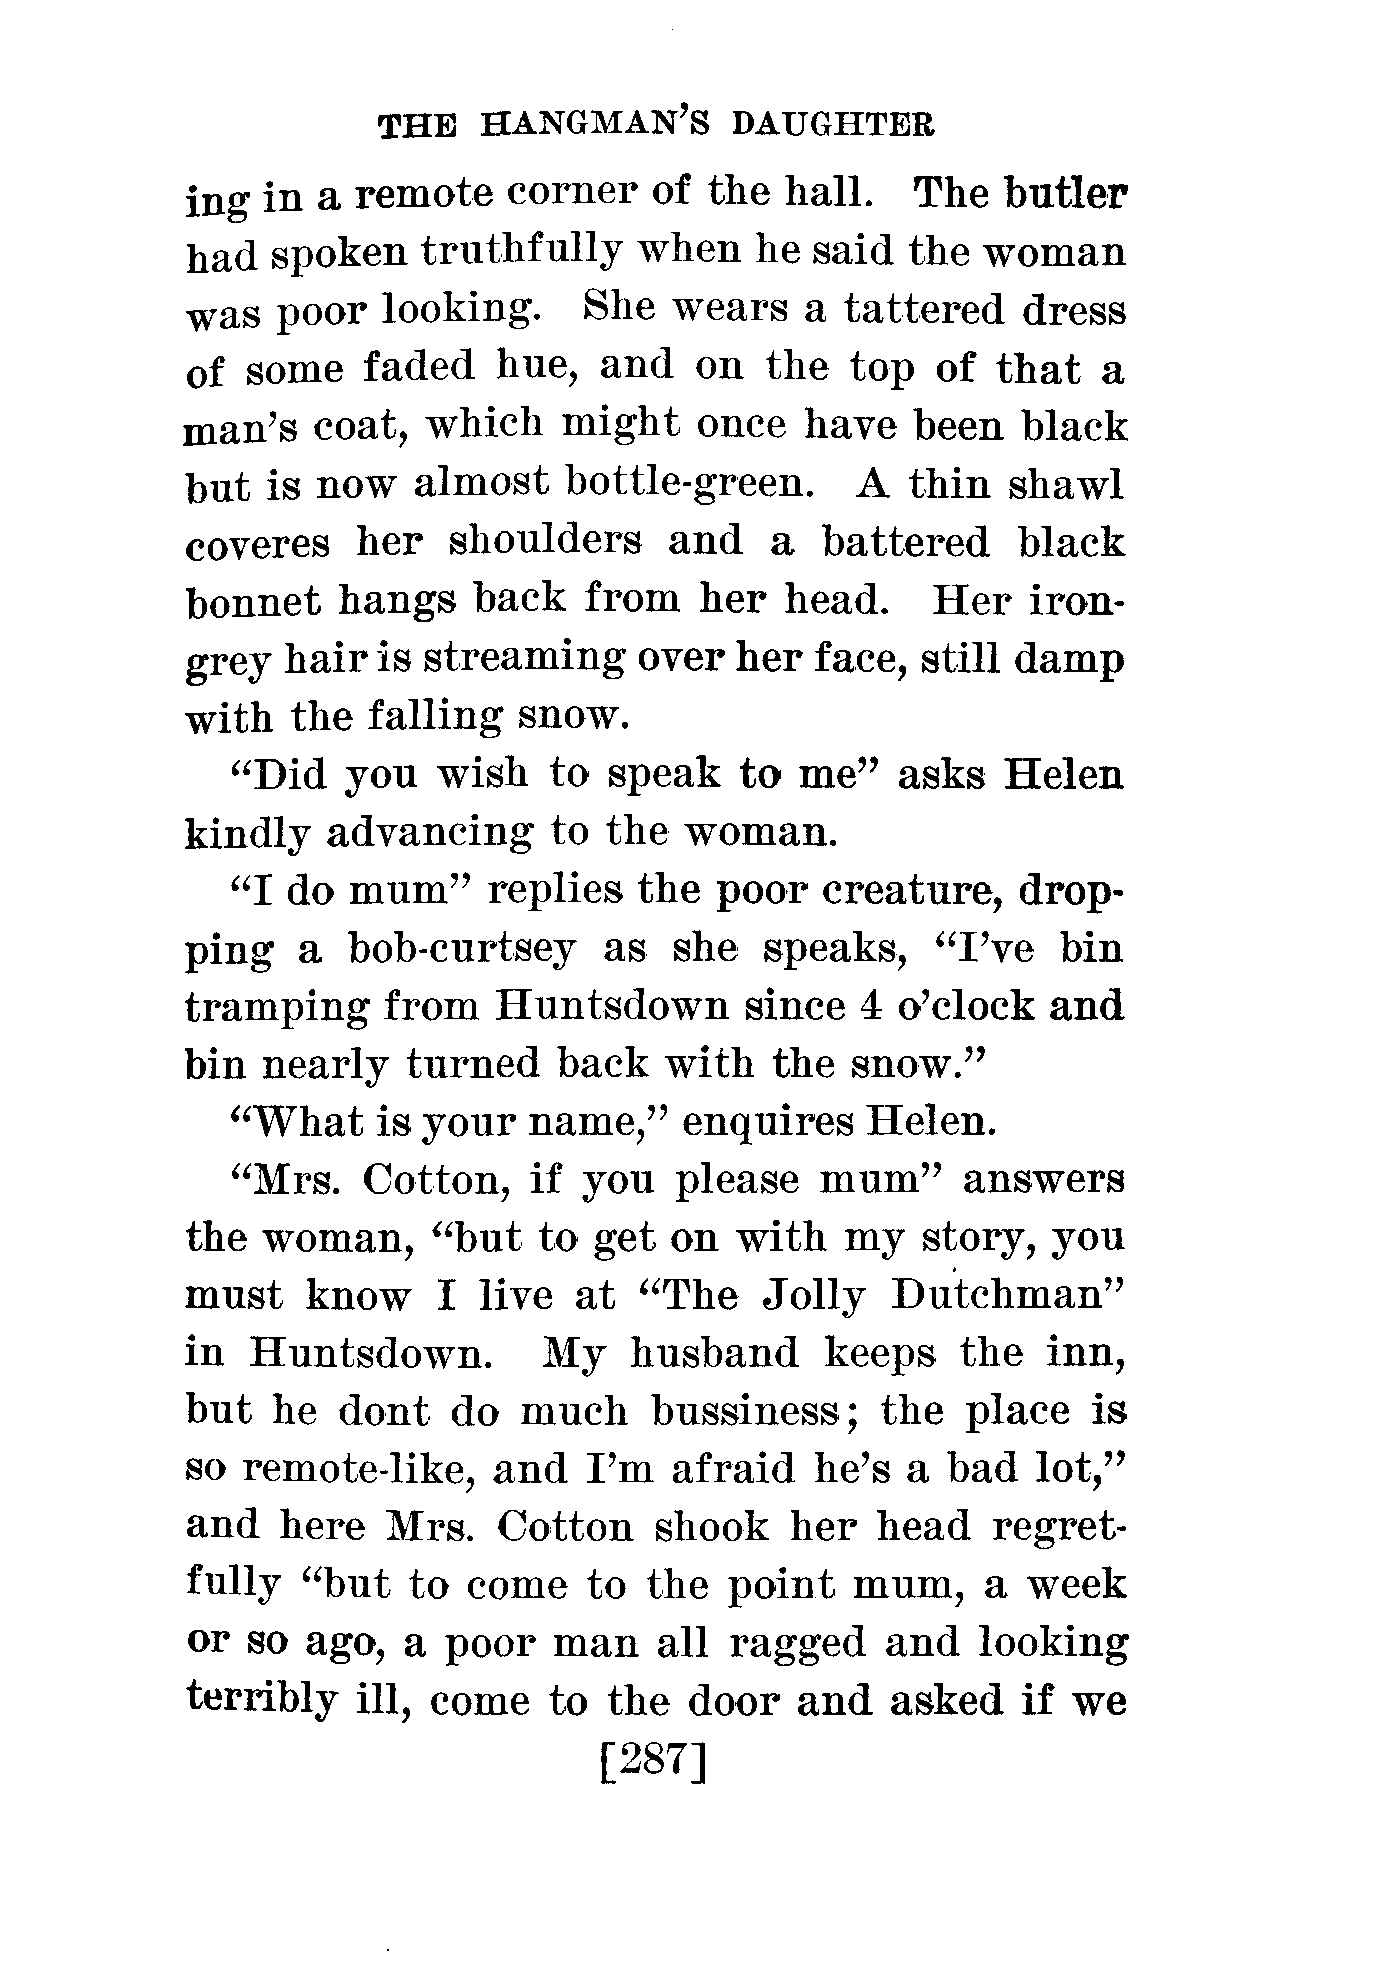 THE HANGMAN'S DAUGHTER
ing in a remote corner of the hall. The butler
had spoken truthfully when he said the woman
was poor looking. She wears a tattered dress
of some faded hue, and on the top of that a
man's coat, which might once have been black
but is now almost bottle-green. A thin shawl
coveres her shoulders and a battered black
bonnet hangs back from her head. Her iron-
grey hair is streaming over her face, still damp
with the falling snow.
“Did you wish to speak to me” asks Helen
kindly advancing to the woman.
“I do mum” replies the poor creature, drop-
ping a bob-curtsey as she speaks, “I've bin
tramping from Huntsdown since 4 o'clock and
bin nearly turned back with the snow.”
“What is your name,” enquires Helen.
“Mrs. Cotton, if you please mum” answers
the woman, “but to get on with my story, you
must know I live at “The Jolly Dutchman”
in Huntsdown. My husband keeps the inn,
but he dont do much bussiness; the place is
so remote-like, and I'm afraid he's a bad lot,”
and here Mrs. Cotton shook her head regret-
fully “but to come to the point mum, a week
or so ago, a poor man all ragged and looking
terribly ill, come to the door and asked if we
[287]